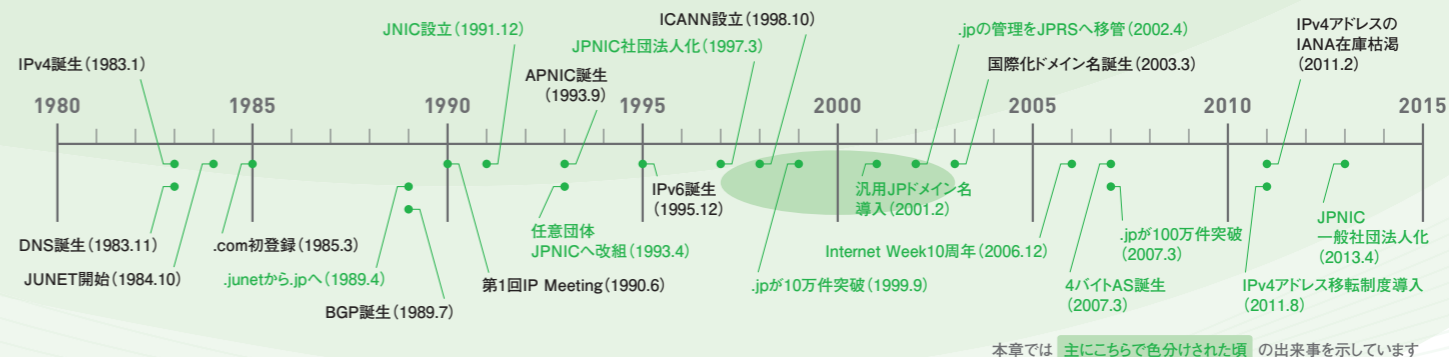 JNIC設立（1991.12）
ICANN設立（1998.10）
JPNIC社団法人化（1997.3）
.jpの管理をJPRSへ移管（2002.4）
IPv4アドレスの
IANA在庫枯渇
（2011.2）
IPv4誕生（1983.1）
APNIC誕生
（1993.9）
国際化ドメイン名誕生（2003.3）
1980
1985
1990
1995
2000
2005
2010
2015
DNS誕生（1983.11）
JUNET開始（1984.10）
.com初登録（1985.3）
.junetから.jpへ（1989.4）
BGP誕生（1989.7）
第1回IP Meeting（1990.6）
任意団体
JPNICへ改組（1993.4）
IPv6誕生
（1995.12）
.jpが10万件突破（1999.9）
汎用JPドメイン名
導入（2001.2）
Internet Week10周年（2006.12）
4バイトAS誕生
（2007.3）
.jpが100万件突破
（2007.3）
IPv4アドレス移転制度導入
（2011.8）
JPNIC
一般社団法人化
（2013.4）
本章では 主にこちらで色分けされた頃 の出来事を示しています